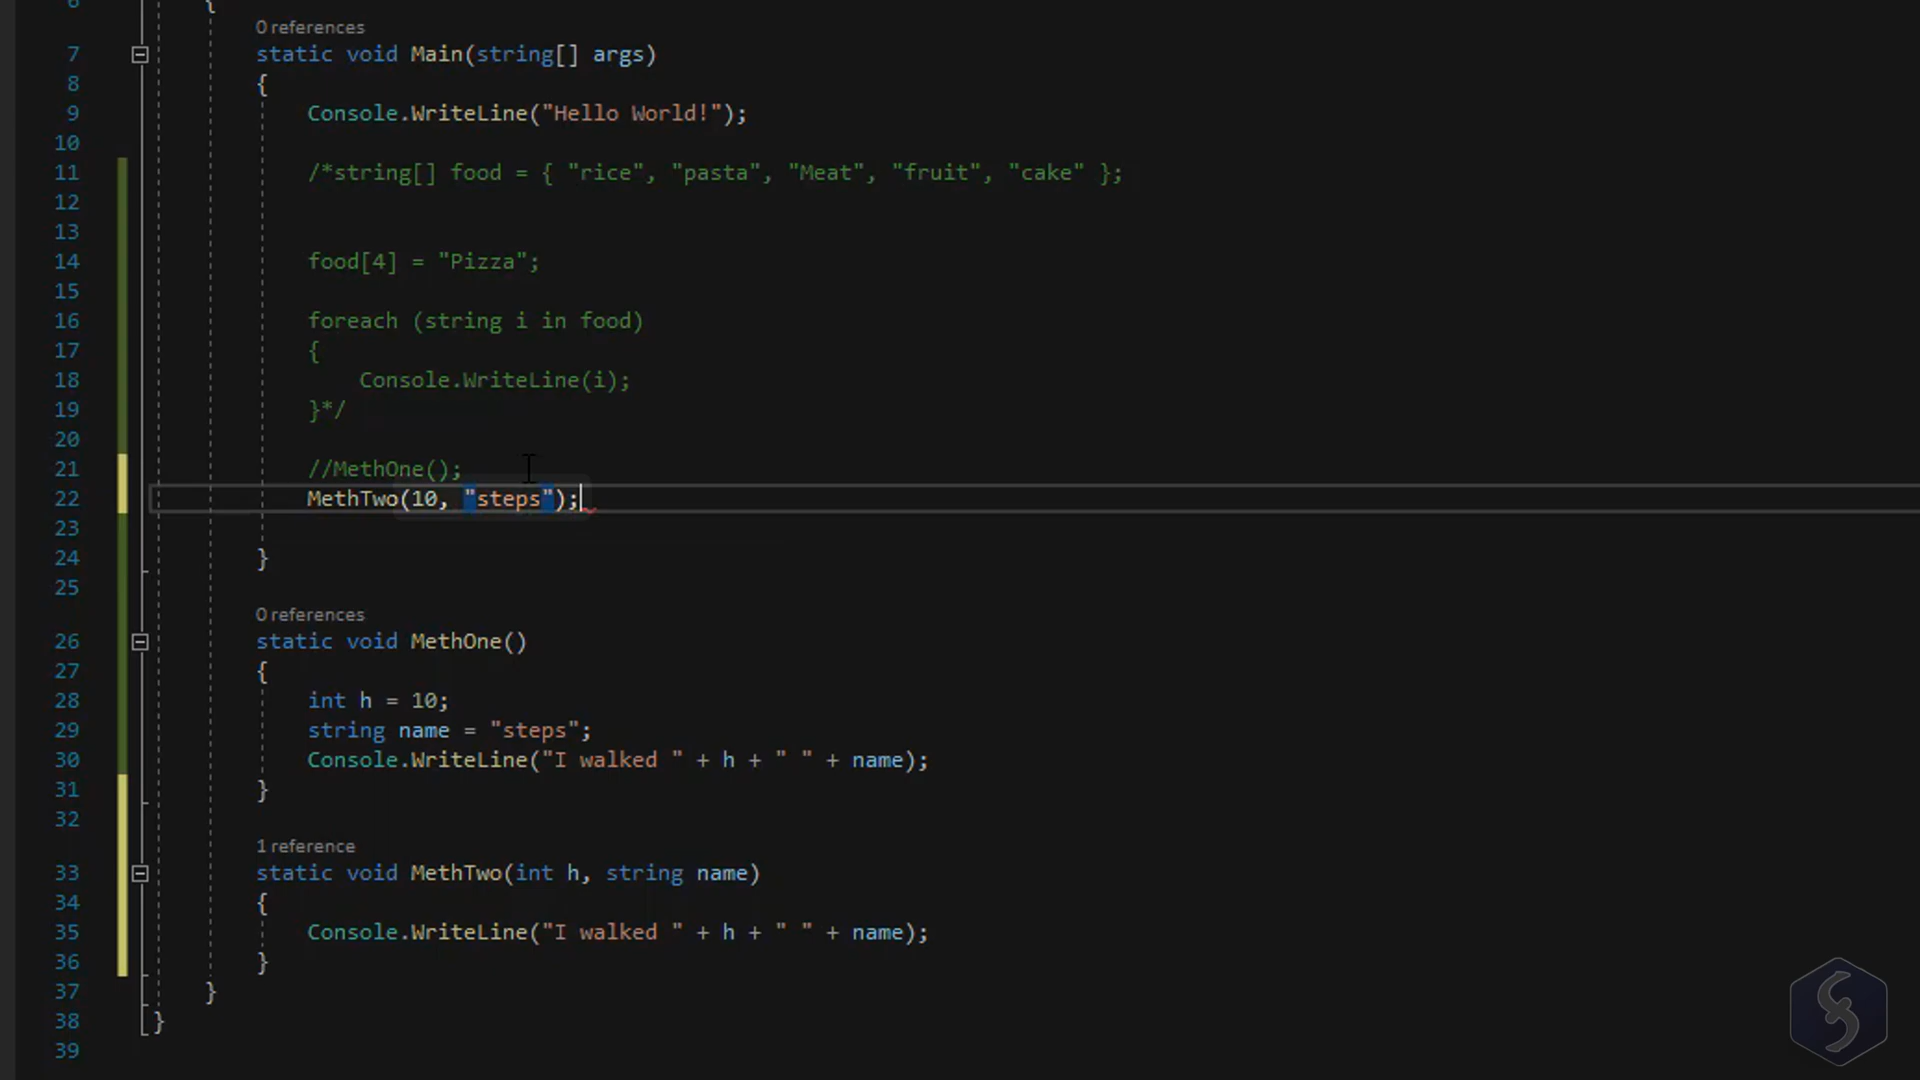 6 {
0 references
7 static void Main(string[] args)
8 {
9 Console.WriteLine("Hello World!");
10
11 /*string[] food = { "rice", "pasta", "Meat", "fruit", "cake" };
12
13
14 food[4] = "Pizza";
15
16 foreach (string i in food)
17 {
18 Console.WriteLine(i);
19 }*/
20
21 //MethOne();
22 MethTwo(10, "steps");
23
24 }
25
0 references
26 static void MethOne()
27 {
28 int h = 10;
29 string name = "steps";
30 Console.WriteLine("I walked " + h + " " + name);
31 }
32
1 reference
33 static void MethTwo(int h, string name)
34 {
35 Console.WriteLine("I walked " + h + " " + name);
36 }
37 }
38 }
39